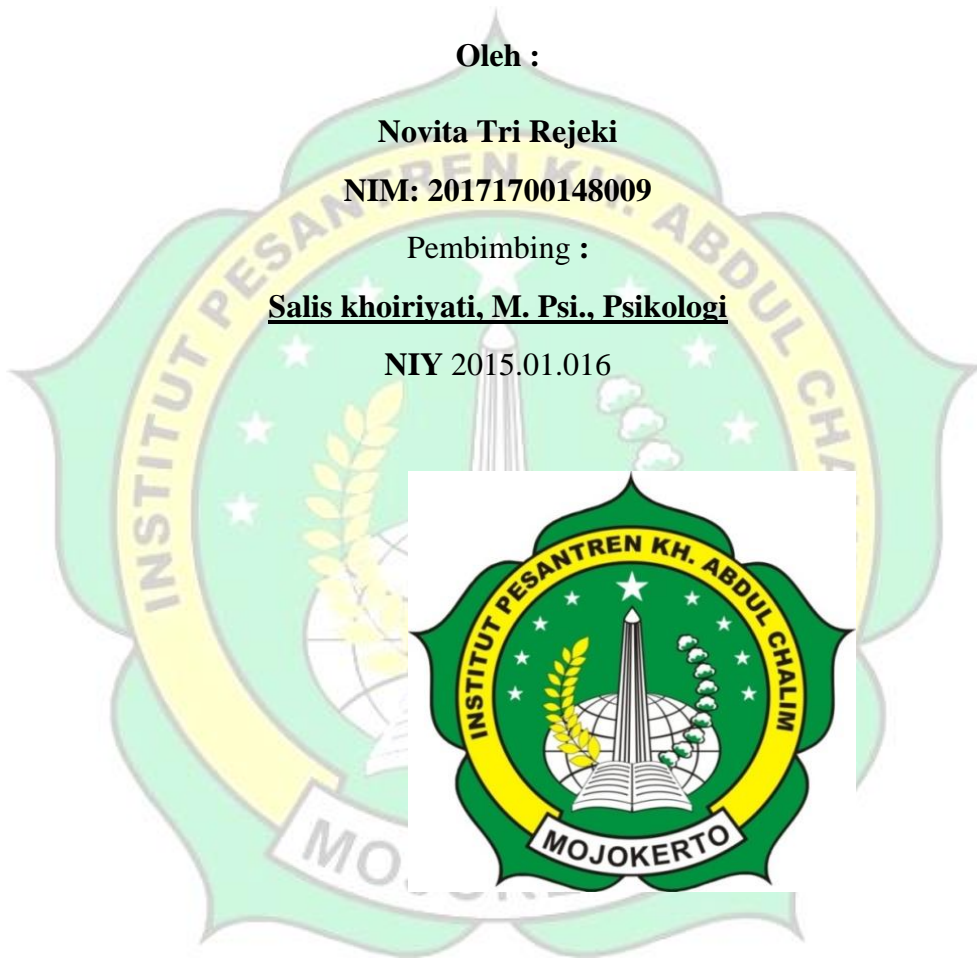 Oleh :
Novita Tri Rejeki
NIM: 20171700148009
Pembimbing :
Salis khoiriyati, M. Psi., Psikologi
NIY 2015.01.016
INSTITUT PESANTREN KH. ABDUL CHALIM
MOJOKERTO